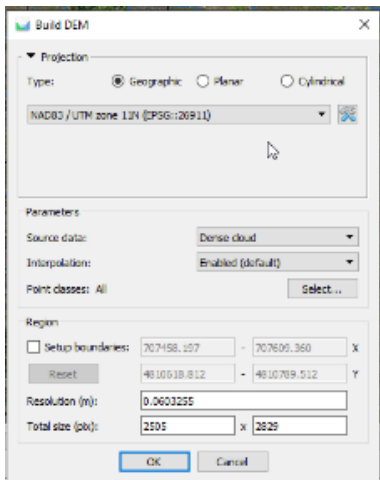 Build DEM
Projection
Type: Geographic Planar Cylindrical
NAD83 / UTM zone 11N (EPSG::26911)
Parameters
Source data: Dense cloud
Interpolation: Enabled (default)
Point classes: All Select...
Region
Setup boundaries: 707458.197 - 707609.360 X
Reset 4810618.812 - 4810789.512 Y
Resolution (m): 0.0603255
Total size (pix): 2505 x 2829
OK Cancel